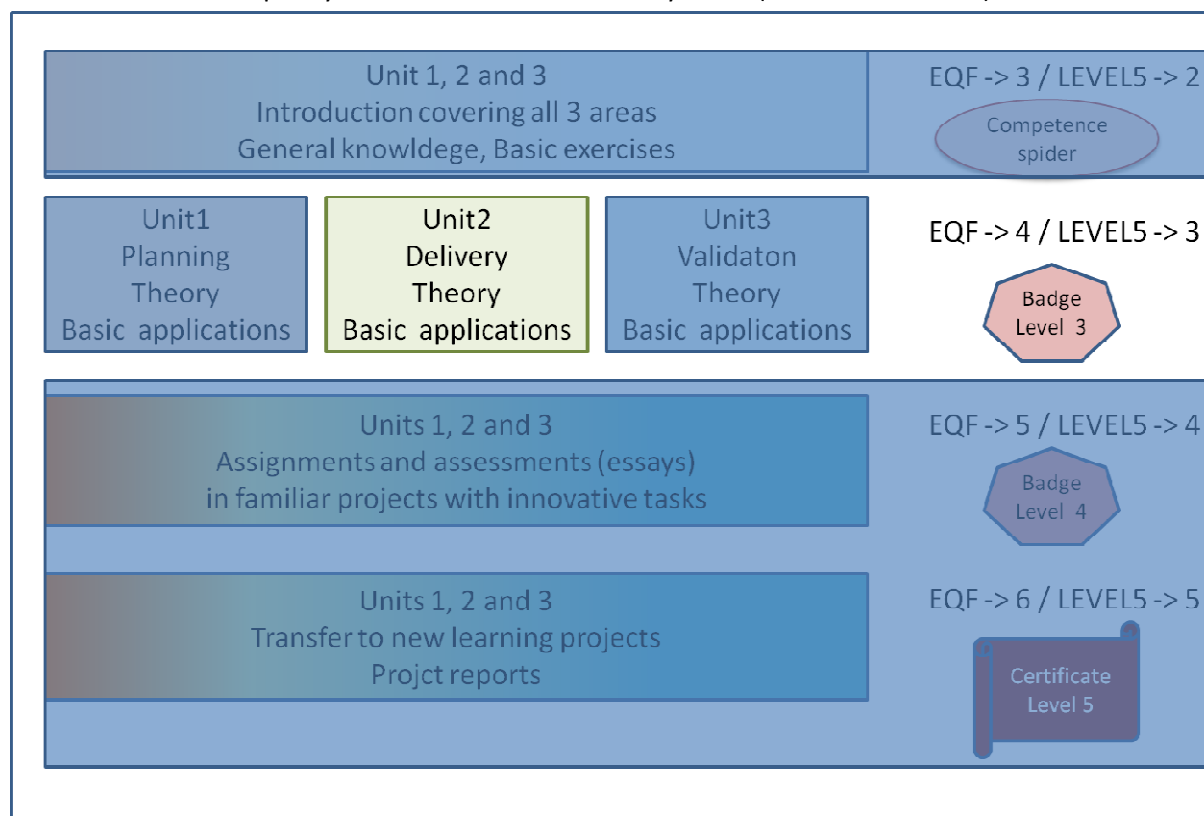 Unit 1, 2 and 3
Introduction covering all 3 areas
General knowldege, Basic exercises
EQF -> 3 / LEVEL5 -> 2
Competence
spider
Unit1
Planning
Theory
Basic applications
Unit2
Delivery
Theory
Basic applications
Unit3
Validaton
Theory
Basic applications
EQF -> 4 / LEVEL5 -> 3
Badge
Level 3
Units 1, 2 and 3
Assignments and assessments (essays)
in familiar projects with innovative tasks
EQF -> 5 / LEVEL5 -> 4
Badge
Level 4
Units 1, 2 and 3
Transfer to new learning projects
Projct reports
EQF -> 6 / LEVEL5 -> 5
Certificate
Level 5